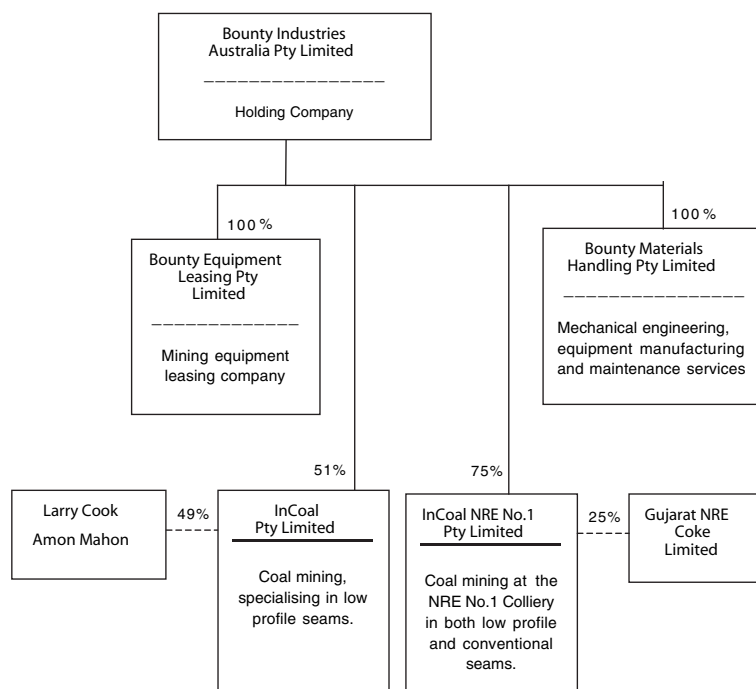 Bounty Industries
Australia Pty Limited
Holding Company
100%
Bounty Equipment
Leasing Pty
Limited
Mining equipment
leasing company
100%
Bounty Materials
Handling Pty Limited
Mechanical engineering,
equipment manufacturing
and maintenance services
Larry Cook
Amon Mahon
49%
51%
InCoal
Pty Limited
Coal mining,
specialising in low
profile seams.
75%
InCoal NRE No.1
Pty Limited
Coal mining at the
NRE No.1 Colliery
in both low profile
and conventional
seams.
25%
Gujarat NRE
Coke
Limited